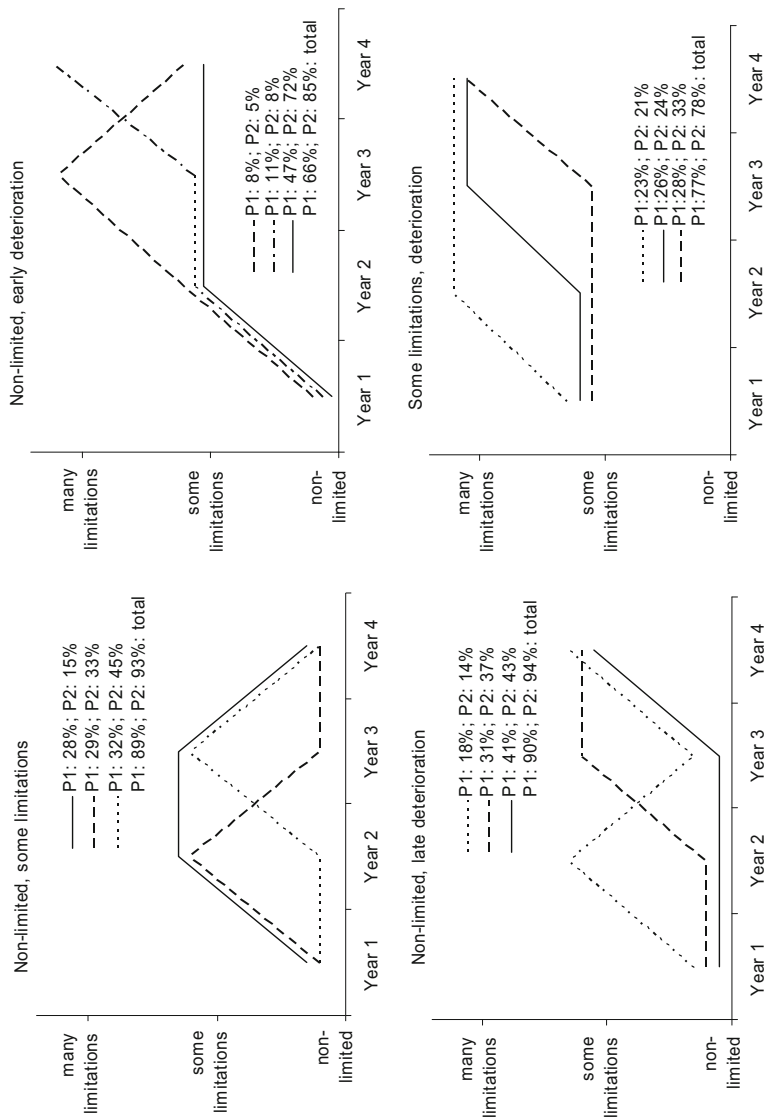 Non-limited, some limitations
many
limitations
some
limitations
non-
limited
P1: 28%; P2: 15%
P1: 29%; P2: 33%
P1: 32%; P2: 45%
P1: 89%; P2: 93%: total
Year 1
Year 2
Year 3
Year 4
Non-limited, early deterioration
many
limitations
some
limitations
non-
limited
P1: 8%; P2: 5%
P1: 11%; P2: 8%
P1: 47%; P2: 72%
P1: 66%; P2: 85%: total
Year 1
Year 2
Year 3
Year 4
Non-limited, late deterioration
many
limitations
some
limitations
non-
limited
P1: 18%; P2: 14%
P1: 31%; P2: 37%
P1: 41%; P2: 43%
P1: 90%; P2: 94%: total
Year 1
Year 2
Year 3
Year 4
Some limitations, deterioration
many
limitations
some
limitations
non-
limited
P1:23%; P2: 21%
P1:26%; P2: 24%
P1:28%; P2: 33%
P1:77%; P2: 78%: total
Year 1
Year 2
Year 3
Year 4